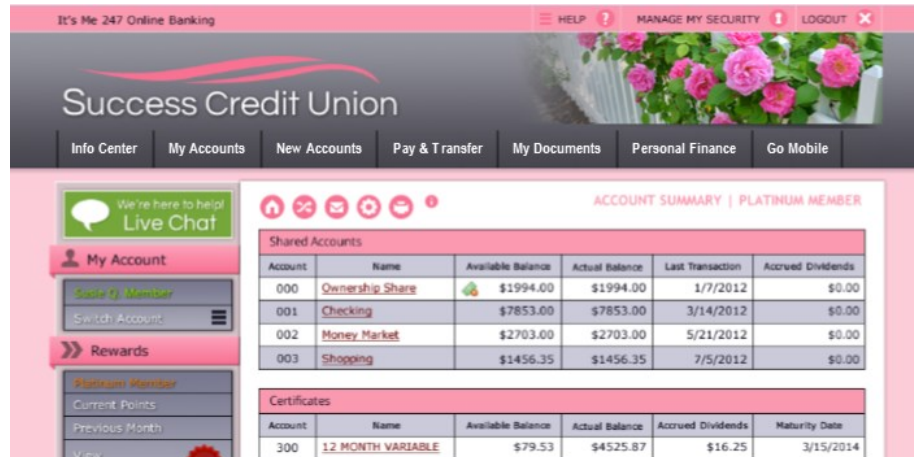 It's Me 247 Online Banking
HELP ? MANAGE MY SECURITY LOGOUT X
Success Credit Union
Info Center My Accounts New Accounts Pay & Transfer My Documents Personal Finance Go Mobile
We're here to help!
Live Chat
ACCOUNT SUMMARY | PLATINUM MEMBER
My Account
Susie Q. Member
Switch Account
Rewards
Platinum Member
Current Points
Previous Month
View
Shared Accounts
Account Name Available Balance Actual Balance Last Transaction Accrued Dividends
000 Ownership Share $1994.00 $1994.00 1/7/2012 $0.00
001 Checking $7853.00 $7853.00 3/14/2012 $0.00
002 Money Market $2703.00 $2703.00 5/21/2012 $0.00
003 Shopping $1456.35 $1456.35 7/5/2012 $0.00
Certificates
Account Name Available Balance Actual Balance Accrued Dividends Maturity Date
300 12 MONTH VARIABLE $79.53 $4525.87 $16.25 3/15/2014